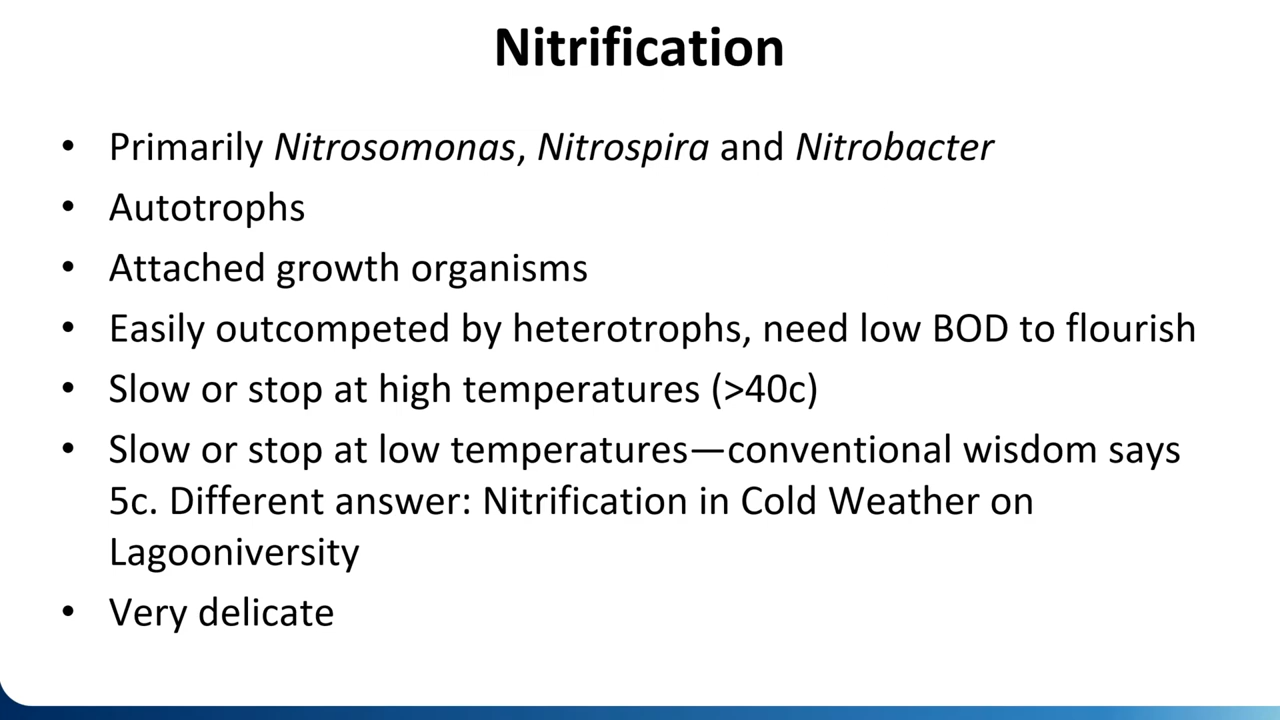 Nitrification
• Primarily Nitrosomonas, Nitrospira and Nitrobacter
• Autotrophs
• Attached growth organisms
• Easily outcompeted by heterotrophs, need low BOD to flourish
• Slow or stop at high temperatures (>40c)
• Slow or stop at low temperatures—conventional wisdom says
5c. Different answer: Nitrification in Cold Weather on
Lagooniversity
• Very delicate